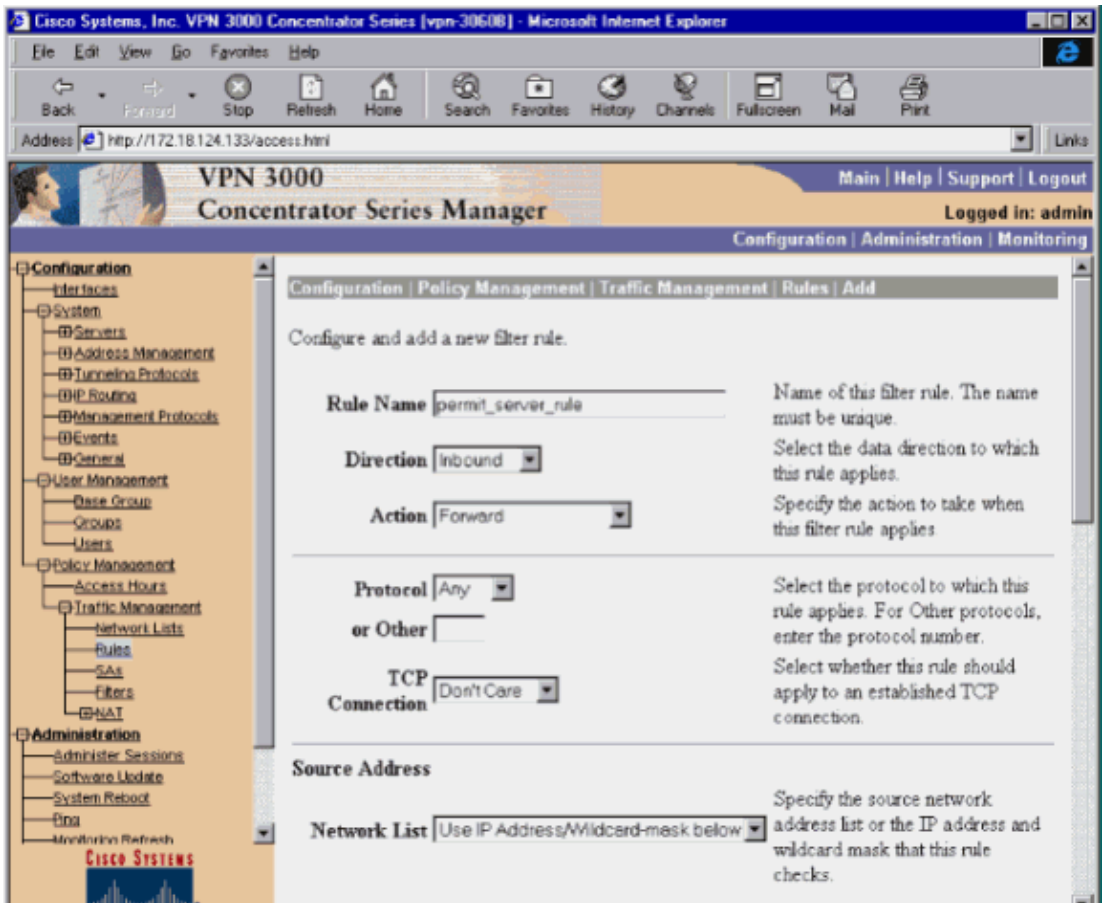 Cisco Systems, Inc. VPN 3000 Concentrator Series [vpn-3060B] - Microsoft Internet Explorer
File Edit View Go Favorites Help
Back Forward Stop Refresh Home Search Favorites History Channels Fullscreen Mail Print
Address http://172.18.124.133/access.html Links
VPN 3000
Concentrator Series Manager
Main | Help | Support | Logout
Logged in: admin
Configuration | Administration | Monitoring
Configuration
Interfaces
System
Servers
Address Management
Tunneling Protocols
IP Routing
Management Protocols
Events
General
User Management
Base Group
Groups
Users
Policy Management
Access Hours
Traffic Management
Network Lists
Rules
SAs
Filters
NAT
Administration
Administer Sessions
Software Update
System Reboot
Ping
Monitoring Refresh
CISCO SYSTEMS
Configuration | Policy Management | Traffic Management | Rules | Add
Configure and add a new filter rule.
Rule Name permit_server_rule
Name of this filter rule. The name
must be unique.
Direction Inbound
Select the data direction to which
this rule applies.
Action Forward
Specify the action to take when
this filter rule applies
Protocol Any
or Other
Select the protocol to which this
rule applies. For Other protocols,
enter the protocol number.
TCP
Connection Don't Care
Select whether this rule should
apply to an established TCP
connection.
Source Address
Network List Use IP Address/Wildcard-mask below
Specify the source network
address list or the IP address and
wildcard mask that this rule
checks.